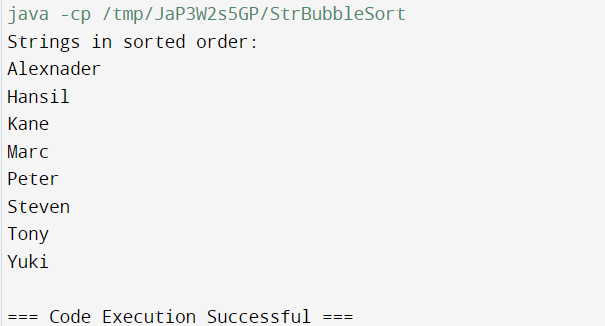 java -cp /tmp/JaP3W2s5GP/StrBubbleSort
Strings in sorted order:
Alexnader
Hansil
Kane
Marc
Peter
Steven
Tony
Yuki
=== Code Execution Successful ===